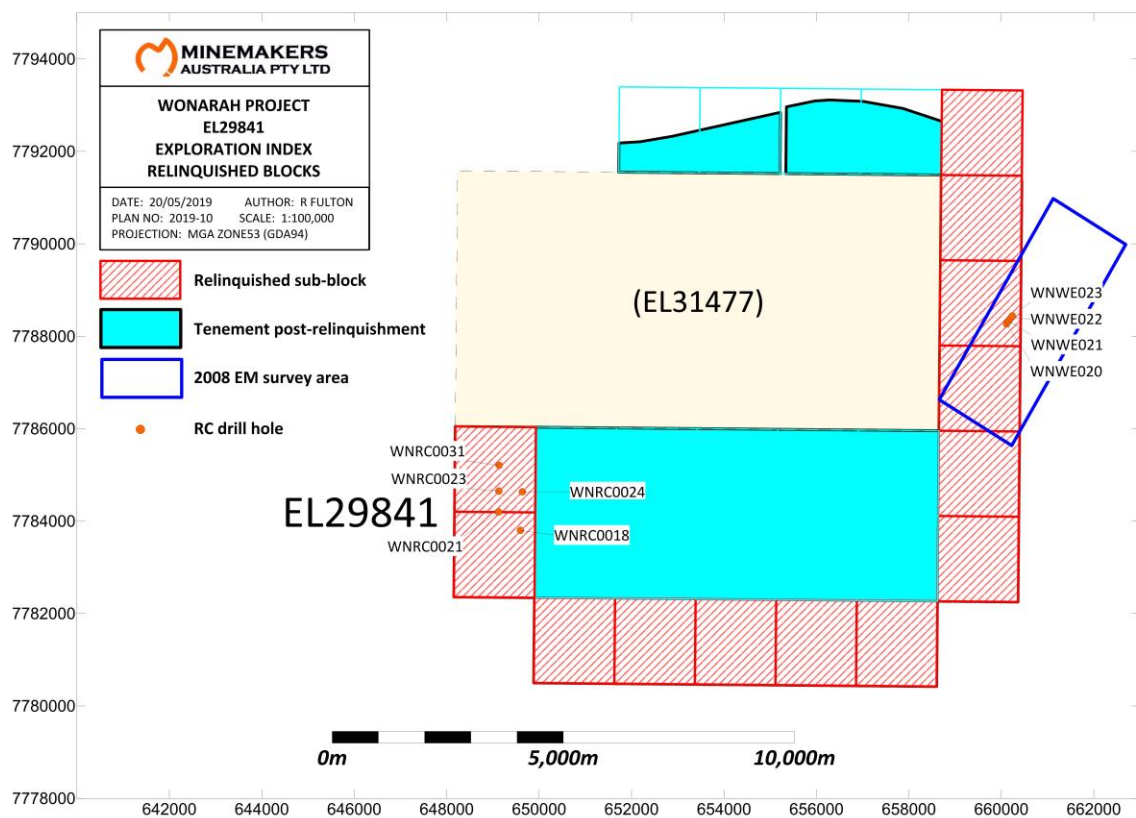 MINEMAKERS
AUSTRALIA PTY LTD
WONARAH PROJECT
EL29841
EXPLORATION INDEX
RELINQUISHED BLOCKS
DATE: 20/05/2019 AUTHOR: R FULTON
PLAN NO: 2019-10 SCALE: 1:100,000
PROJECTION: MGA ZONE53 (GDA94)
Relinquished sub-block
Tenement post-relinquishment
2008 EM survey area
RC drill hole
(EL31477)
WNWE023
WNWE022
WNWE021
WNWE020
EL29841
WNRC0031
WNRC0023
WNRC0024
WNRC0021
WNRC0018
0m 5,000m 10,000m
7794000
7792000
7790000
7788000
7786000
7784000
7782000
7780000
7778000
642000 644000 646000 648000 650000 652000 654000 656000 658000 660000 662000